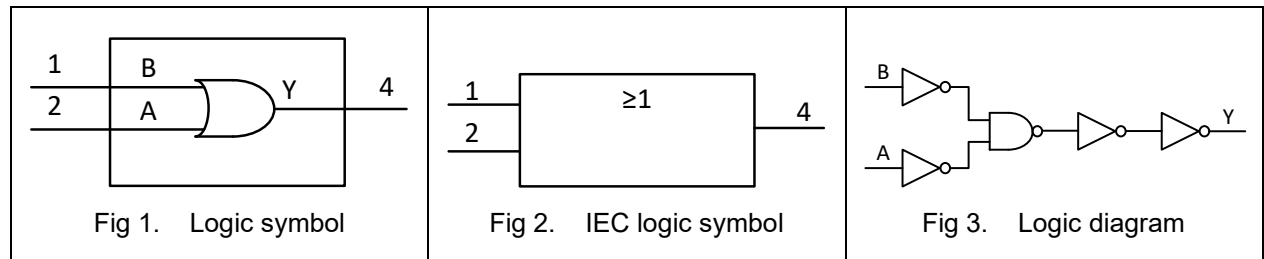 1
B
2
A
Y
4
Fig 1. Logic symbol
1
2
≥1
4
Fig 2. IEC logic symbol
B
A
Y
Fig 3. Logic diagram